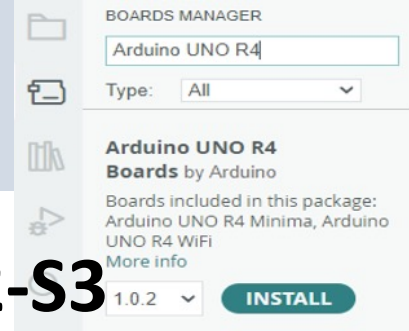 BOARDS MANAGER
Arduino UNO R4
Type: All
Arduino UNO R4
Boards by Arduino
Boards included in this package:
Arduino UNO R4 Minima, Arduino
UNO R4 WiFi
More info
-S3
1.0.2
INSTALL